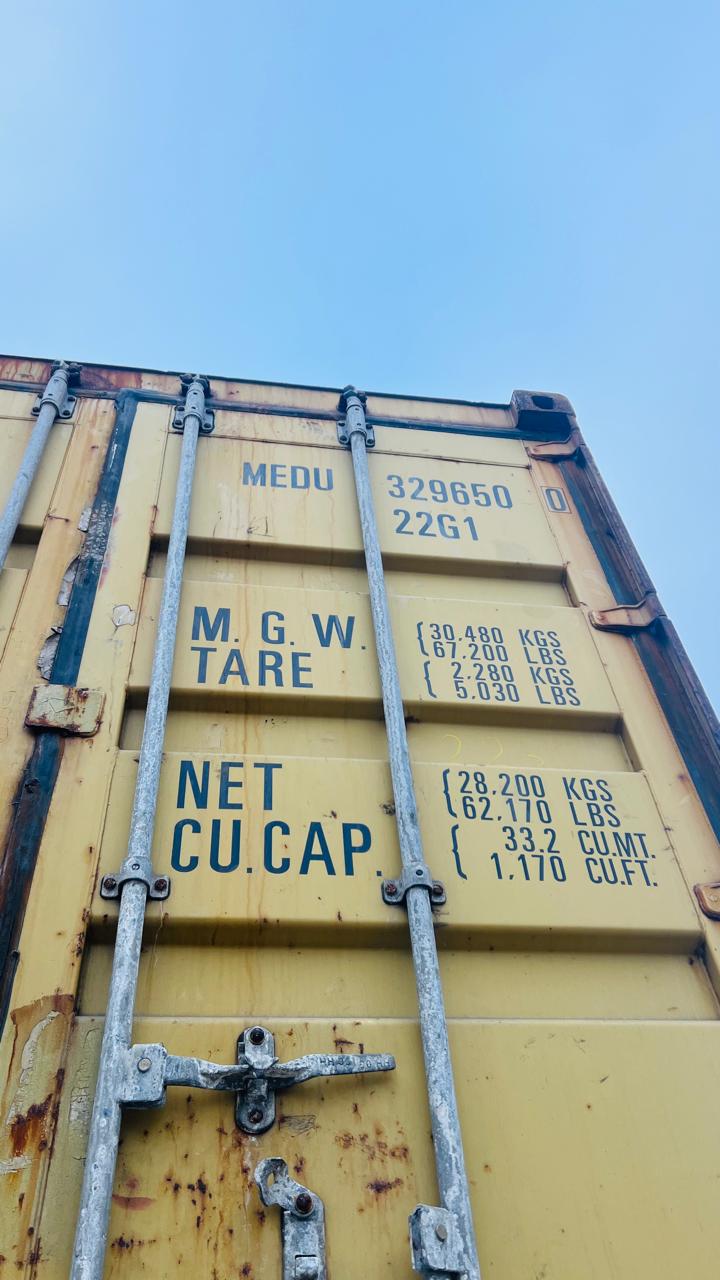 MEDU 329650 0
22G1
M. G. W. 30.480 KGS
67.200 LBS
TARE 2.280 KGS
5.030 LBS
NET 28.200 KGS
62.170 LBS
CU.CAP. 33.2 CU.MT.
1.170 CU.FT.